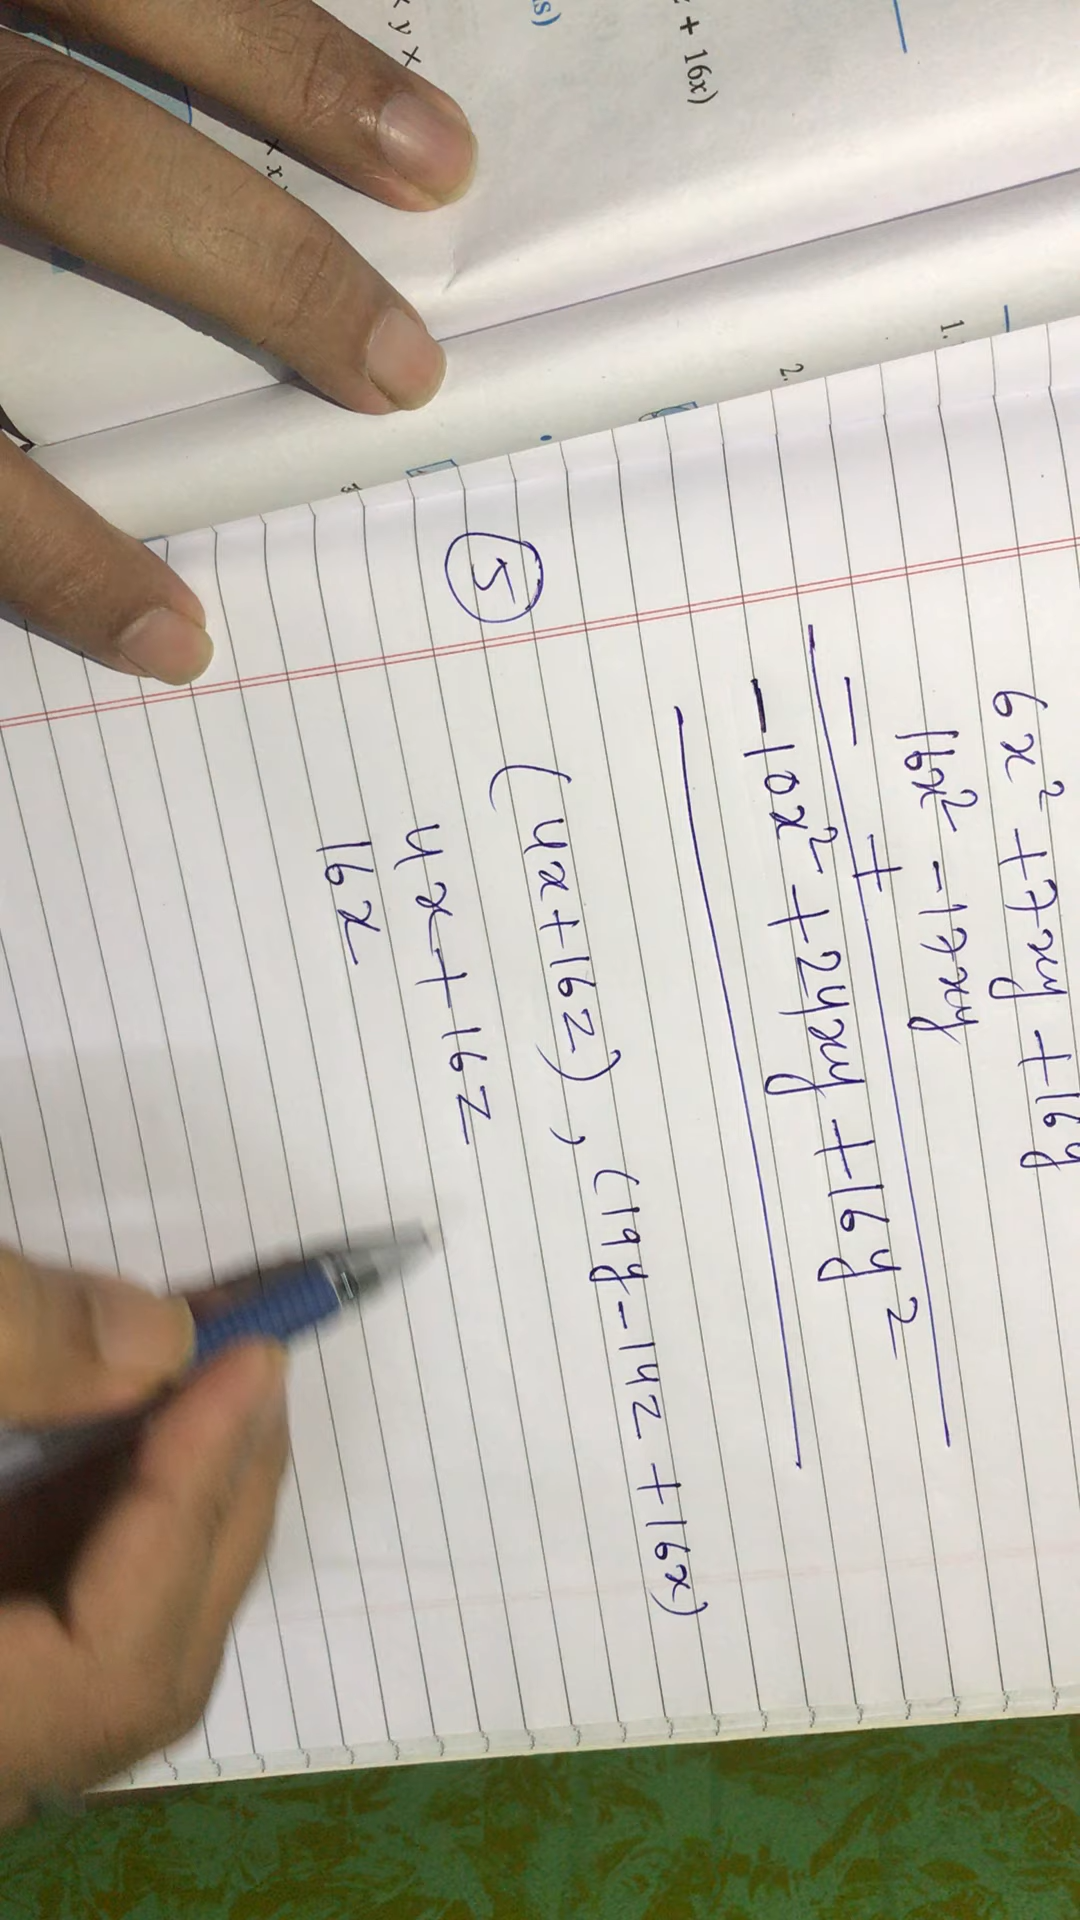 + 16x)
s)
y ×
× x
1.
2.
3
6x² + 7xy + 16y
16x² - 17xy
- +
-10x² + 24xy + 16y²
5
(4x+16z), (19y-14z+16x)
4x + 16z
16x